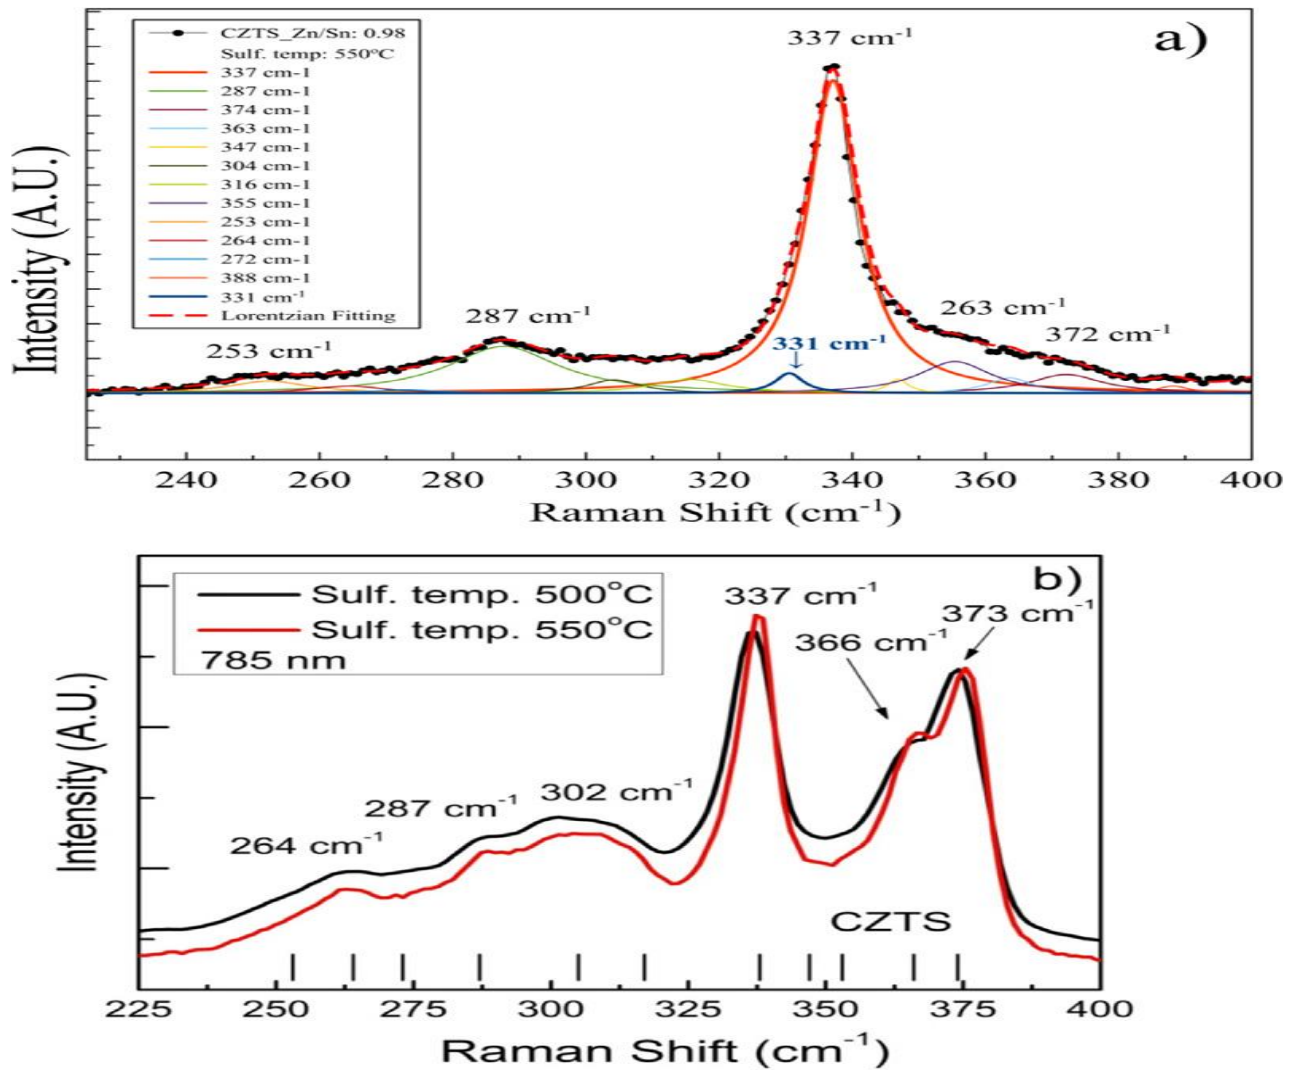 a)
CZTS_Zn/Sn: 0.98
Sulf. temp: 550ºC
337 cm-1
287 cm-1
374 cm-1
363 cm-1
347 cm-1
304 cm-1
316 cm-1
355 cm-1
253 cm-1
264 cm-1
272 cm-1
388 cm-1
331 cm⁻¹
Lorentzian Fitting
337 cm⁻¹
253 cm⁻¹
287 cm⁻¹
331 cm⁻¹
263 cm⁻¹
372 cm⁻¹
Intensity (A.U.)
240 260 280 300 320 340 360 380 400
Raman Shift (cm⁻¹)
b)
Sulf. temp. 500°C
Sulf. temp. 550°C
785 nm
337 cm⁻¹
373 cm⁻¹
366 cm⁻¹
302 cm⁻¹
287 cm⁻¹
264 cm⁻¹
CZTS
Intensity (A.U.)
225 250 275 300 325 350 375 400
Raman Shift (cm⁻¹)